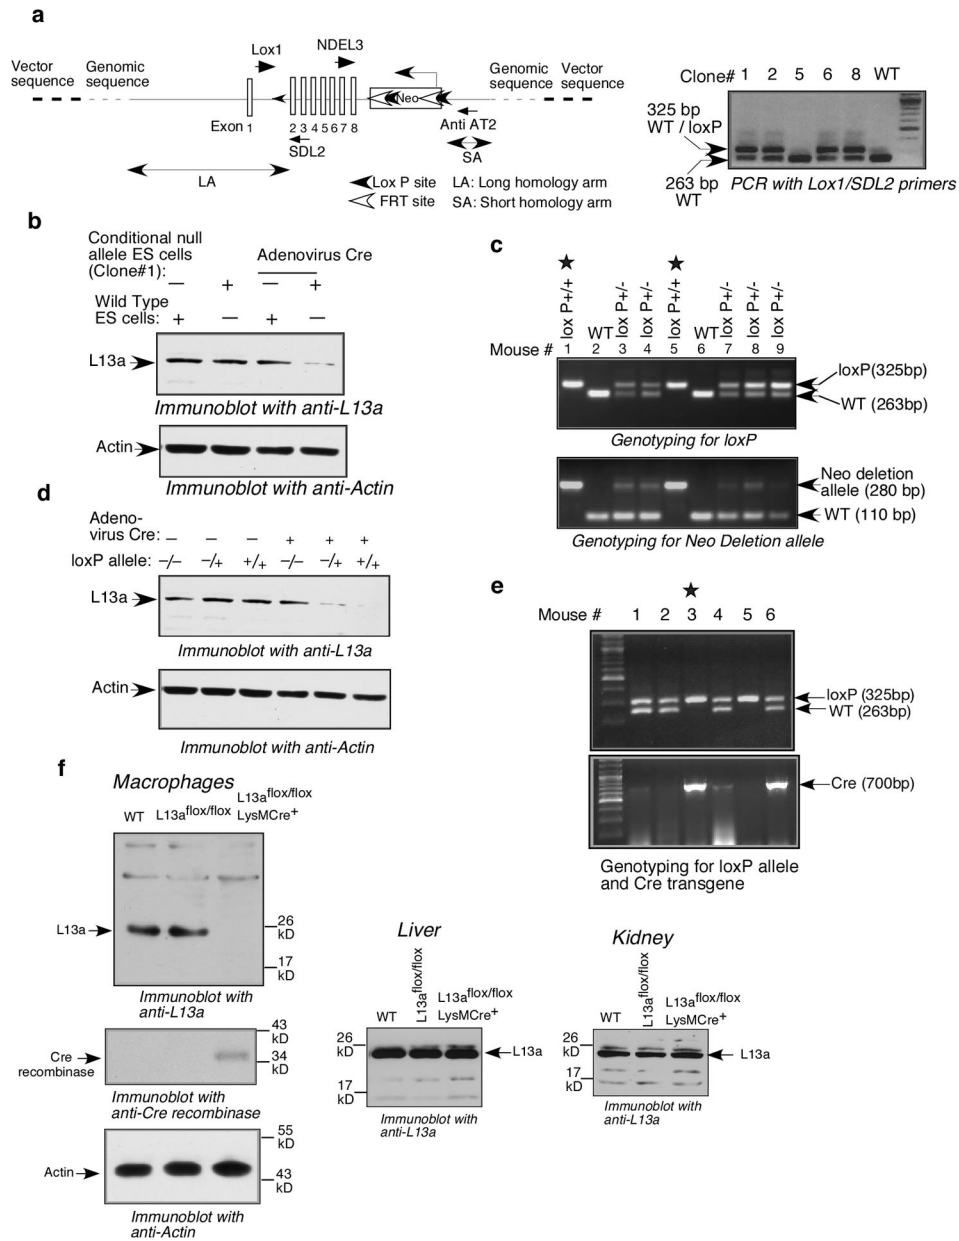 a
Vector sequence
Genomic sequence
Lox1
NDEL3
Neo
Genomic sequence
Vector sequence
Exon 1 2 3 4 5 6 7 8
SDL2
Anti AT2
LA
SA
Lox P site
FRT site
LA: Long homology arm
SA: Short homology arm
Clone# 1 2 5 6 8 WT
325 bp
WT / loxP
263 bp
WT
PCR with Lox1/SDL2 primers
b
Conditional null
allele ES cells
(Clone#1):
Adenovirus Cre
— + — +
Wild Type
ES cells: + — + —
L13a
Immunoblot with anti-L13a
Actin
Immunoblot with anti-Actin
c
★ ★
lox P+/+ WT lox P+/- lox P+/- lox P+/+ WT lox P+/- lox P+/- lox P+/-
Mouse # 1 2 3 4 5 6 7 8 9
loxP(325bp)
WT (263bp)
Genotyping for loxP
Neo deletion
allele (280 bp)
WT (110 bp)
Genotyping for Neo Deletion allele
d
Adeno-
virus Cre: — — — + + +
loxP allele: –/– –/+ +/+ –/– –/+ +/+
L13a
Immunoblot with anti-L13a
Actin
Immunoblot with anti-Actin
e
★
Mouse # 1 2 3 4 5 6
loxP (325bp)
WT (263bp)
Cre (700bp)
Genotyping for loxP allele
and Cre transgene
f
Macrophages
WT L13aflox/flox L13aflox/flox LysMCre+
L13a
26 kD
17 kD
Immunoblot with
anti-L13a
43 kD
Cre recombinase
34 kD
Immunoblot with
anti-Cre recombinase
55 kD
Actin
43 kD
Immunoblot with
anti-Actin
Liver
WT L13aflox/flox L13aflox/flox LysMCre+
26 kD
L13a
17 kD
Immunoblot with
anti-L13a
Kidney
WT L13aflox/flox L13aflox/flox LysMCre+
26 kD
L13a
17 kD
Immunoblot with
anti-L13a